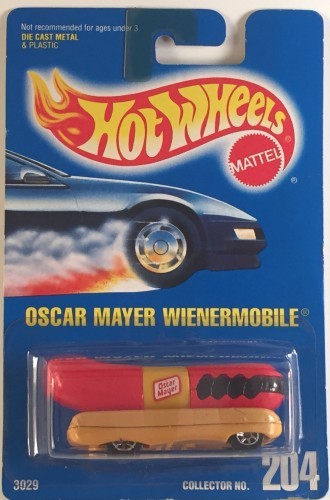 Not recommended for ages under 3
DIE CAST METAL
& PLASTIC
Hot Wheels
MATTEL
®
®
OSCAR MAYER WIENERMOBILE®
Oscar
Mayer
3029
COLLECTOR NO. 204